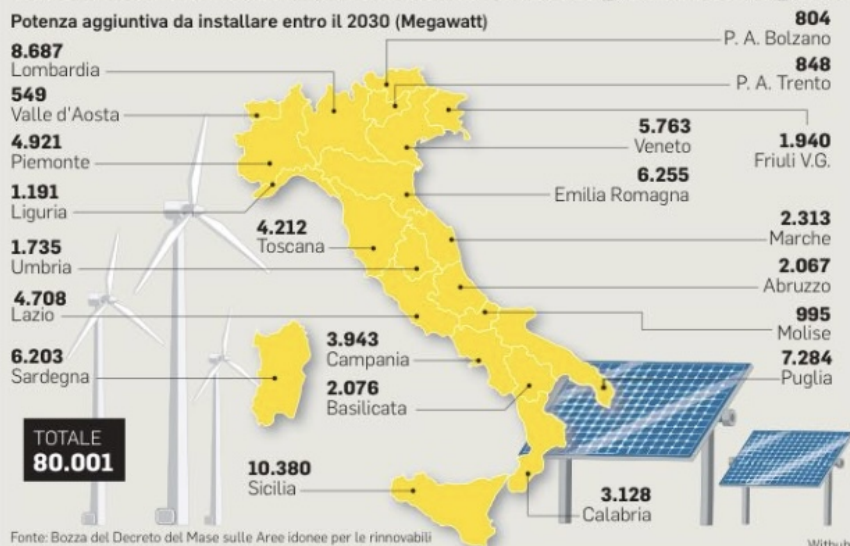 Potenza aggiuntiva da installare entro il 2030 (Megawatt)
8.687
Lombardia
549
Valle d'Aosta
4.921
Piemonte
1.191
Liguria
1.735
Umbria
4.708
Lazio
6.203
Sardegna
4.212
Toscana
3.943
Campania
2.076
Basilicata
10.380
Sicilia
804
P. A. Bolzano
848
P. A. Trento
1.940
Friuli V.G.
5.763
Veneto
6.255
Emilia Romagna
2.313
Marche
2.067
Abruzzo
995
Molise
7.284
Puglia
3.128
Calabria
TOTALE
80.001
Fonte: Bozza del Decreto del Mase sulle Aree idonee per le rinnovabili
Withub